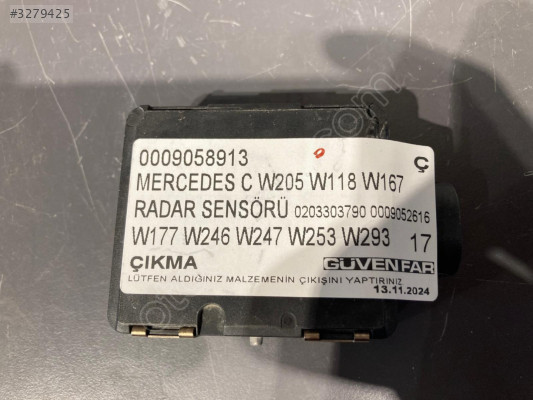 #3279425
0009058913
Ç
MERCEDES C W205 W118 W167
RADAR SENSÖRÜ 0203303790 0009052616
W177 W246 W247 W253 W293 17
ÇIKMA GÜVENFAR
LÜTFEN ALDIĞINIZ MALZEMENİN ÇIKIŞINI YAPTIRINIZ
13.11.2024